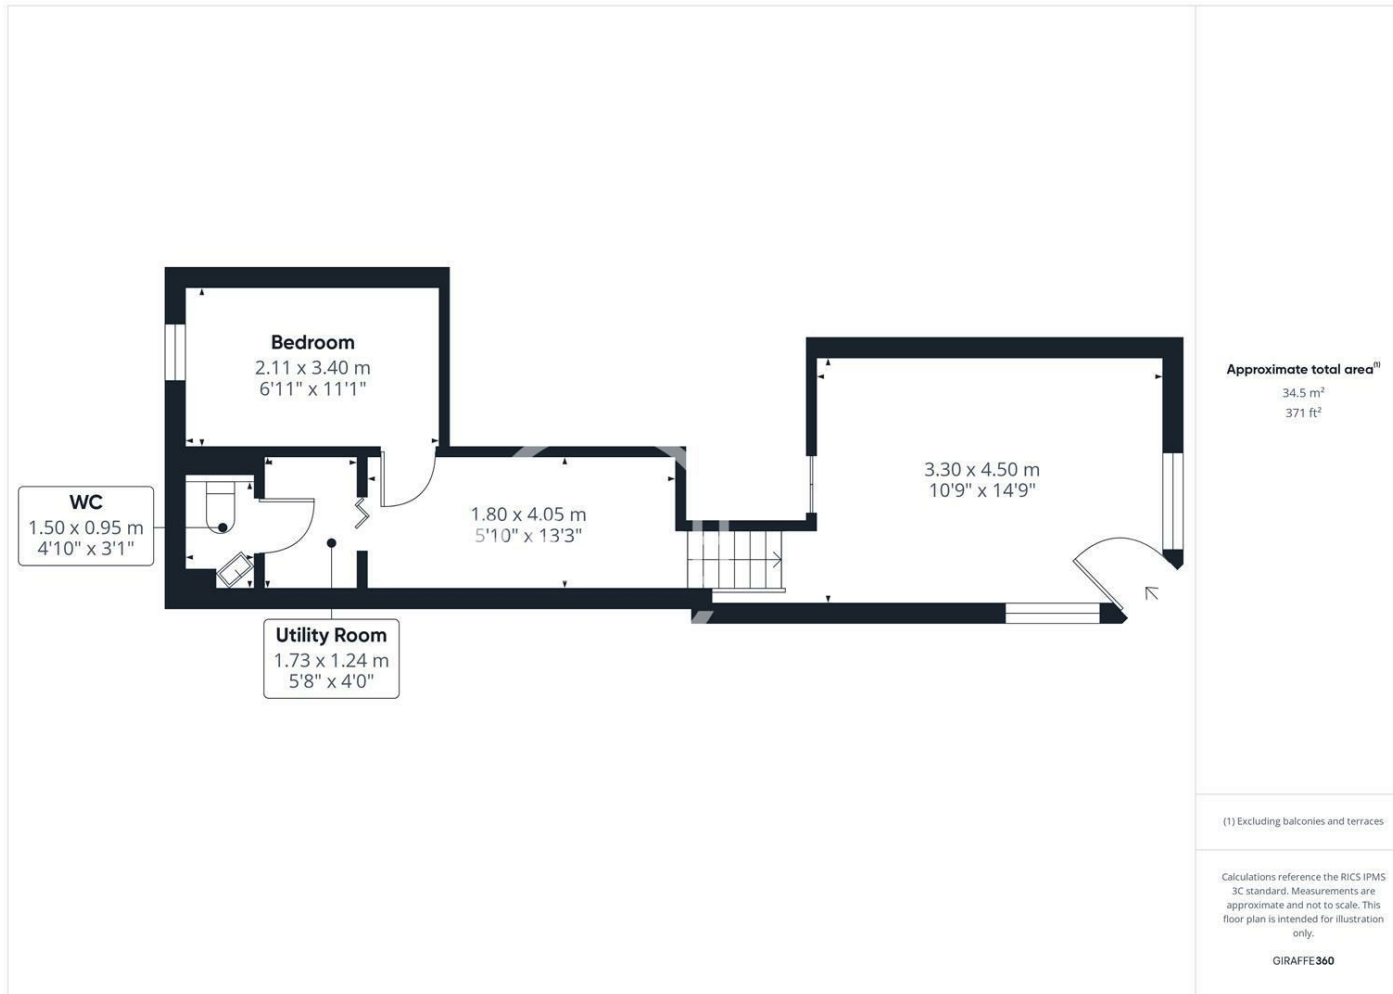 Bedroom
2.11 x 3.40 m
6'11" x 11'1"
WC
1.50 x 0.95 m
4'10" x 3'1"
1.80 x 4.05 m
5'10" x 13'3"
3.30 x 4.50 m
10'9" x 14'9"
Utility Room
1.73 x 1.24 m
5'8" x 4'0"
Approximate total area(1)
34.5 m²
371 ft²
(1) Excluding balconies and terraces
Calculations reference the RICS IPMS
3C standard. Measurements are
approximate and not to scale. This
floor plan is intended for illustration
only.
GIRAFFE360